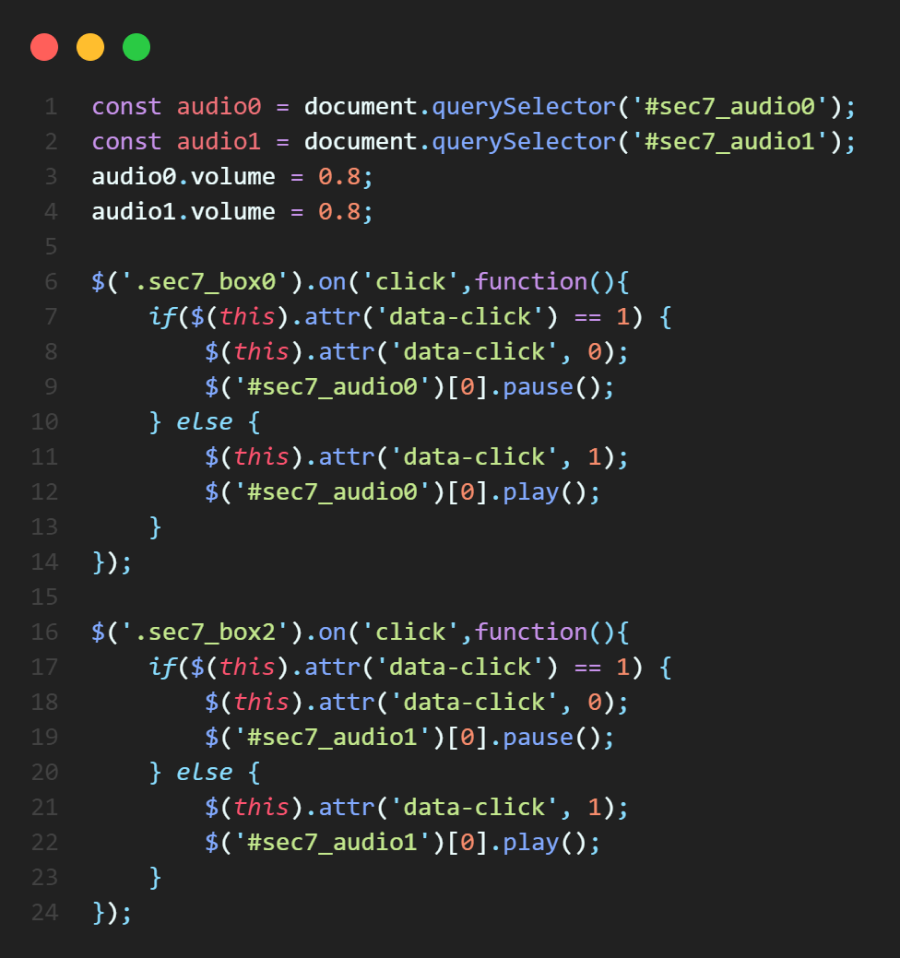 1 const audio0 = document.querySelector('#sec7_audio0');
2 const audio1 = document.querySelector('#sec7_audio1');
3 audio0.volume = 0.8;
4 audio1.volume = 0.8;
5
6 $('.sec7_box0').on('click',function(){
7     if($(this).attr('data-click') == 1) {
8         $(this).attr('data-click', 0);
9         $('#sec7_audio0')[0].pause();
10     } else {
11         $(this).attr('data-click', 1);
12         $('#sec7_audio0')[0].play();
13     }
14 });
15
16 $('.sec7_box2').on('click',function(){
17     if($(this).attr('data-click') == 1) {
18         $(this).attr('data-click', 0);
19         $('#sec7_audio1')[0].pause();
20     } else {
21         $(this).attr('data-click', 1);
22         $('#sec7_audio1')[0].play();
23     }
24 });